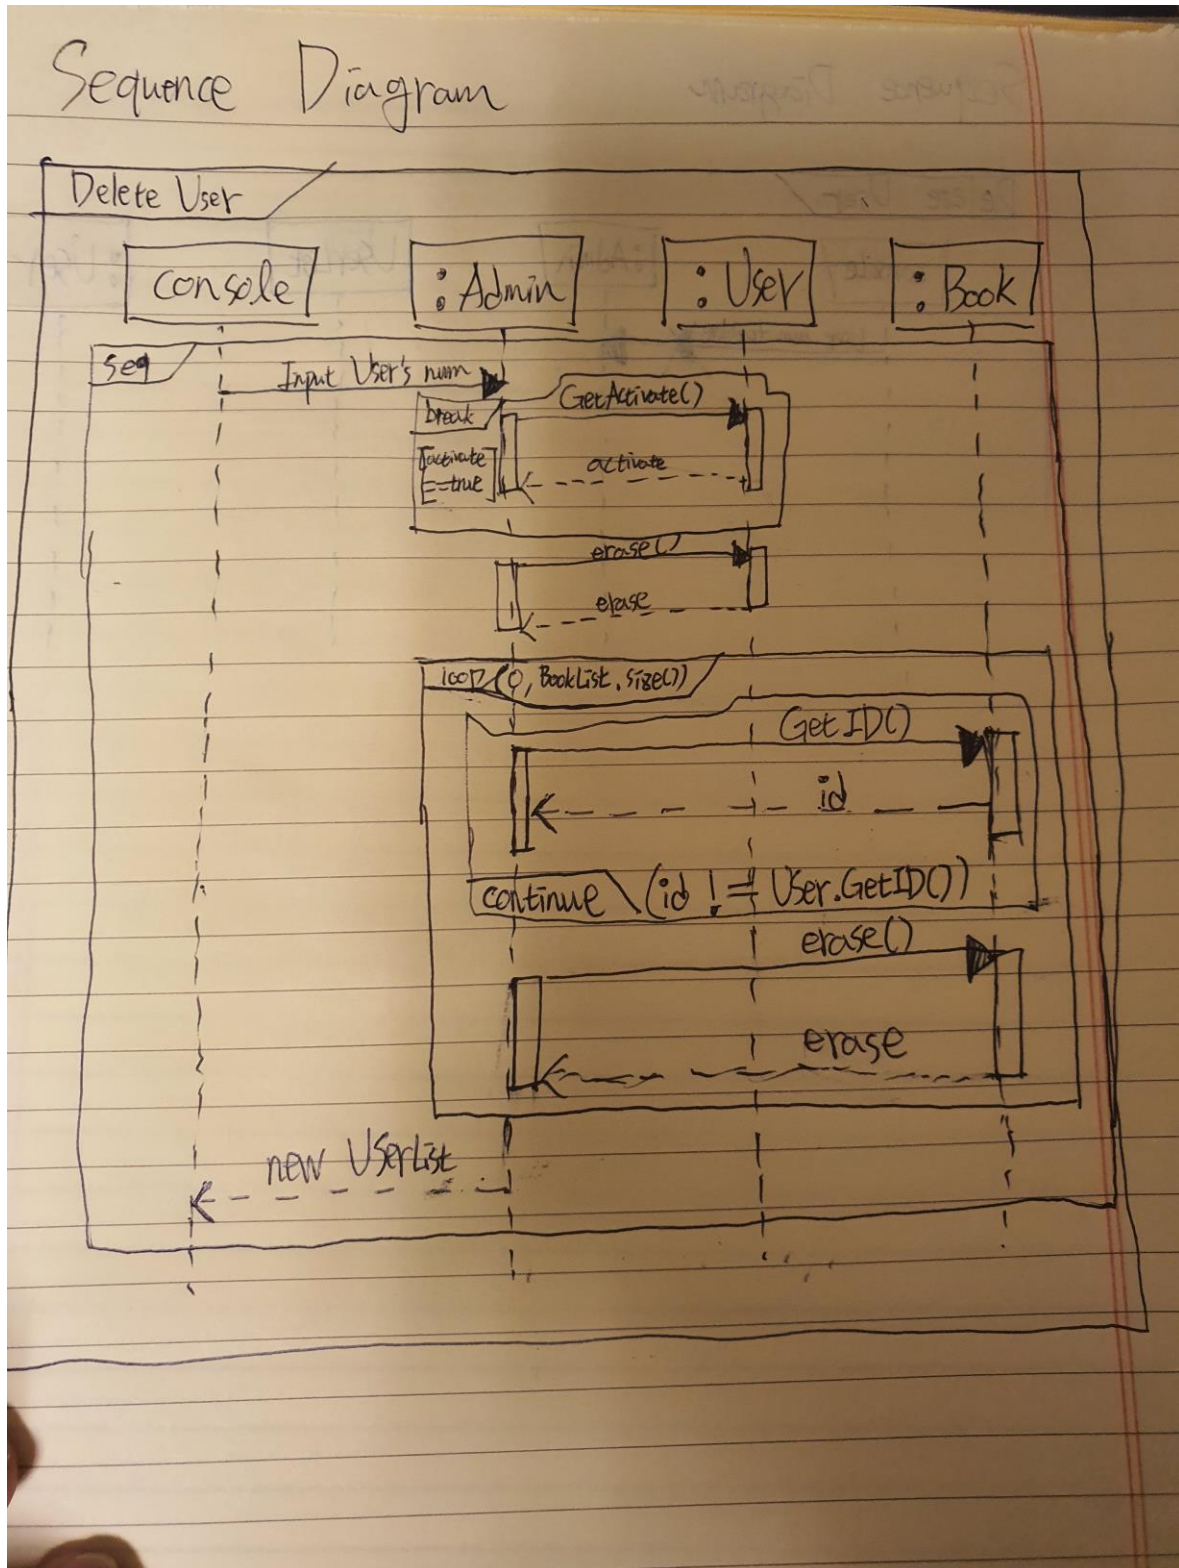 Sequence Diagram
Delete User
console
: Admin
: User
: Book
seq
Input User's num
GetActivate()
break
[activate
==true]
activate
erase()
erase
loop (0, BookList.size())
GetID()
id
continue (id != User.GetID())
erase()
erase
new UserList